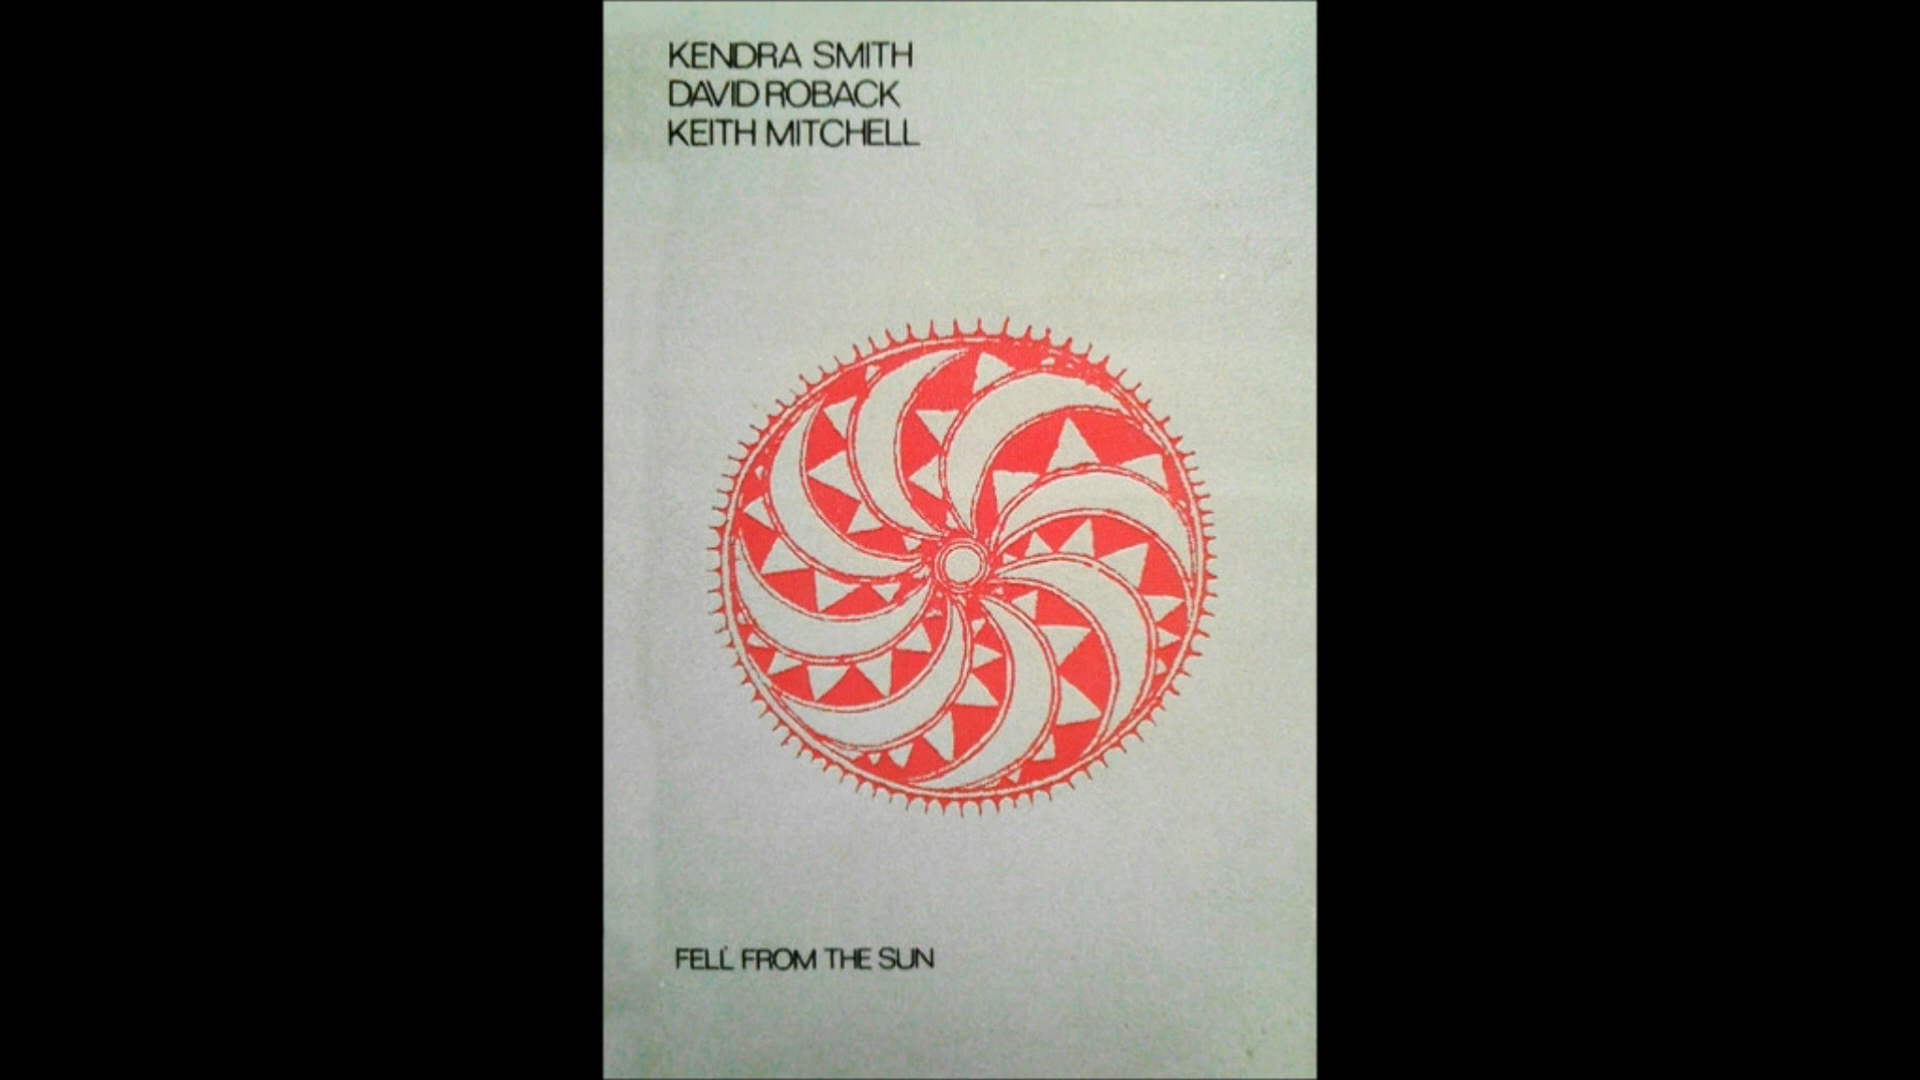 KENDRA SMITH
DAVID ROBACK
KEITH MITCHELL
FELL FROM THE SUN